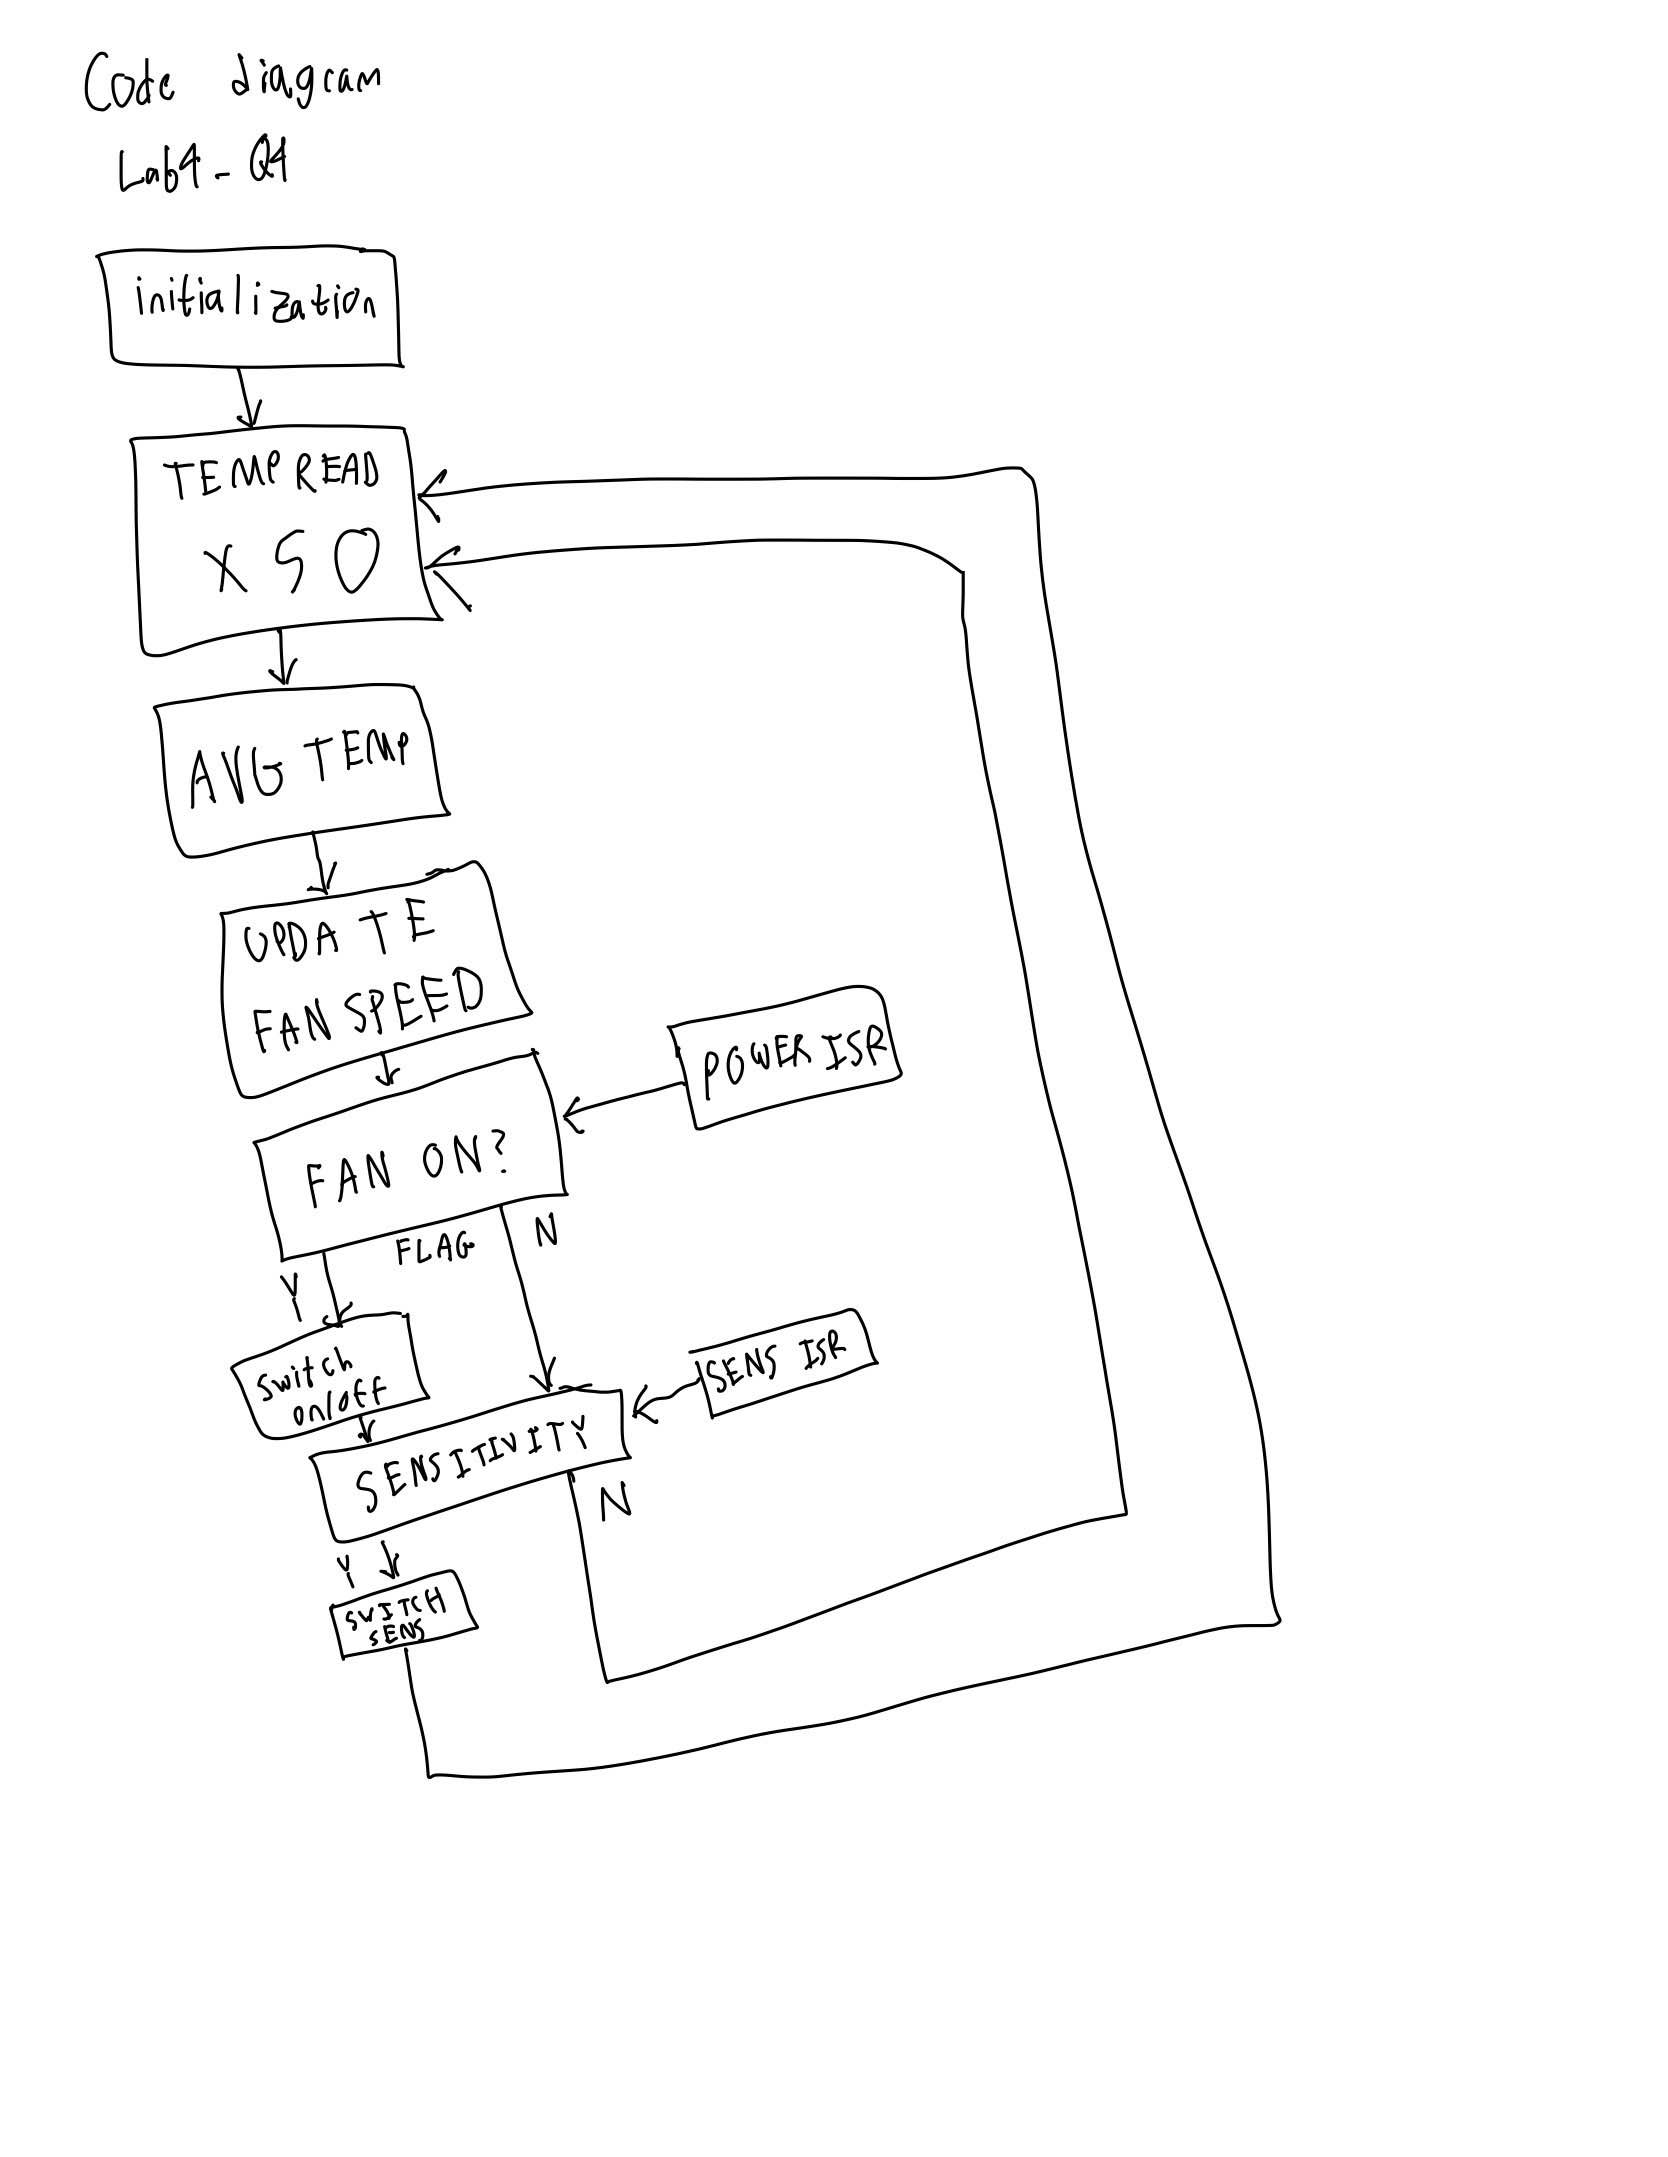 Code diagram
Lab4 - Q4
initialization
TEMP READ
X 50
AVG TEMP
UPDATE
FAN SPEED
POWER ISR
FAN ON?
FLAG
N
Y
switch
on/off
SENS ISR
SENSITIVITY
N
Y
SWITCH
SENS